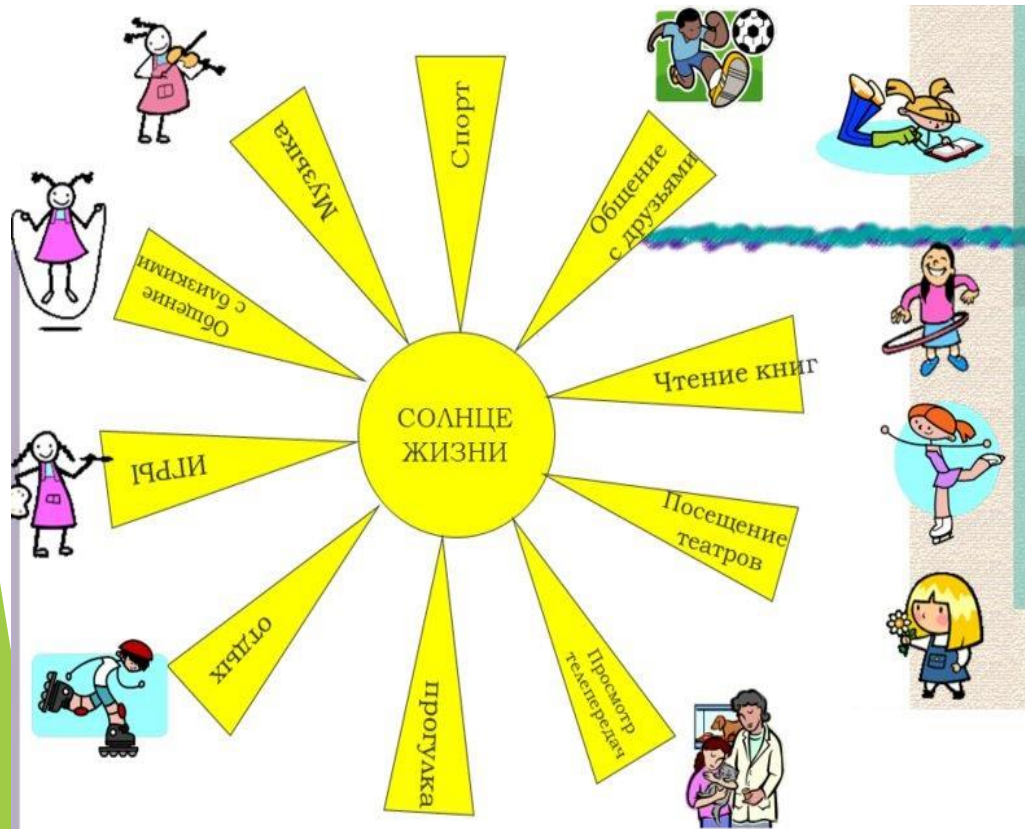 СОЛНЦЕ
ЖИЗНИ
Спорт
Общение
с друзьями
Чтение книг
Посещение
театров
Просмотр
телепередач
прогулка
отдых
ИГРЫ
Общение
с близкими
Музыка